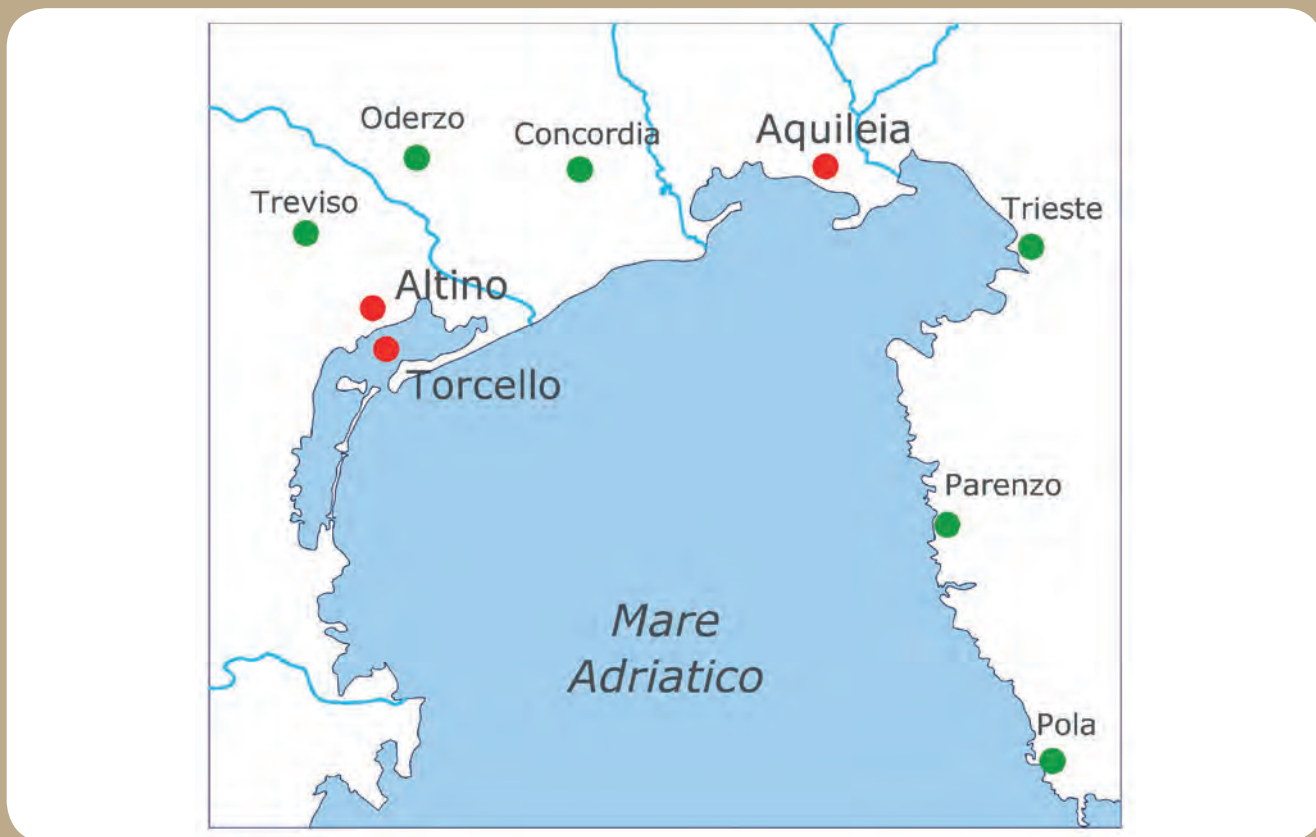 Oderzo
Concordia
Aquileia
Treviso
Trieste
Altino
Torcello
Parenzo
Mare
Adriatico
Pola